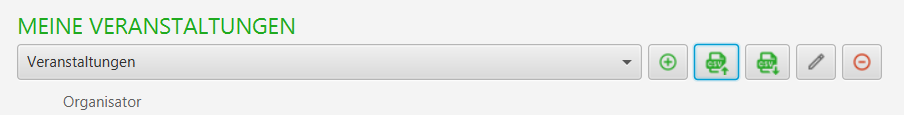 MEINE VERANSTALTUNGEN
Veranstaltungen CSV CSV
Organisator